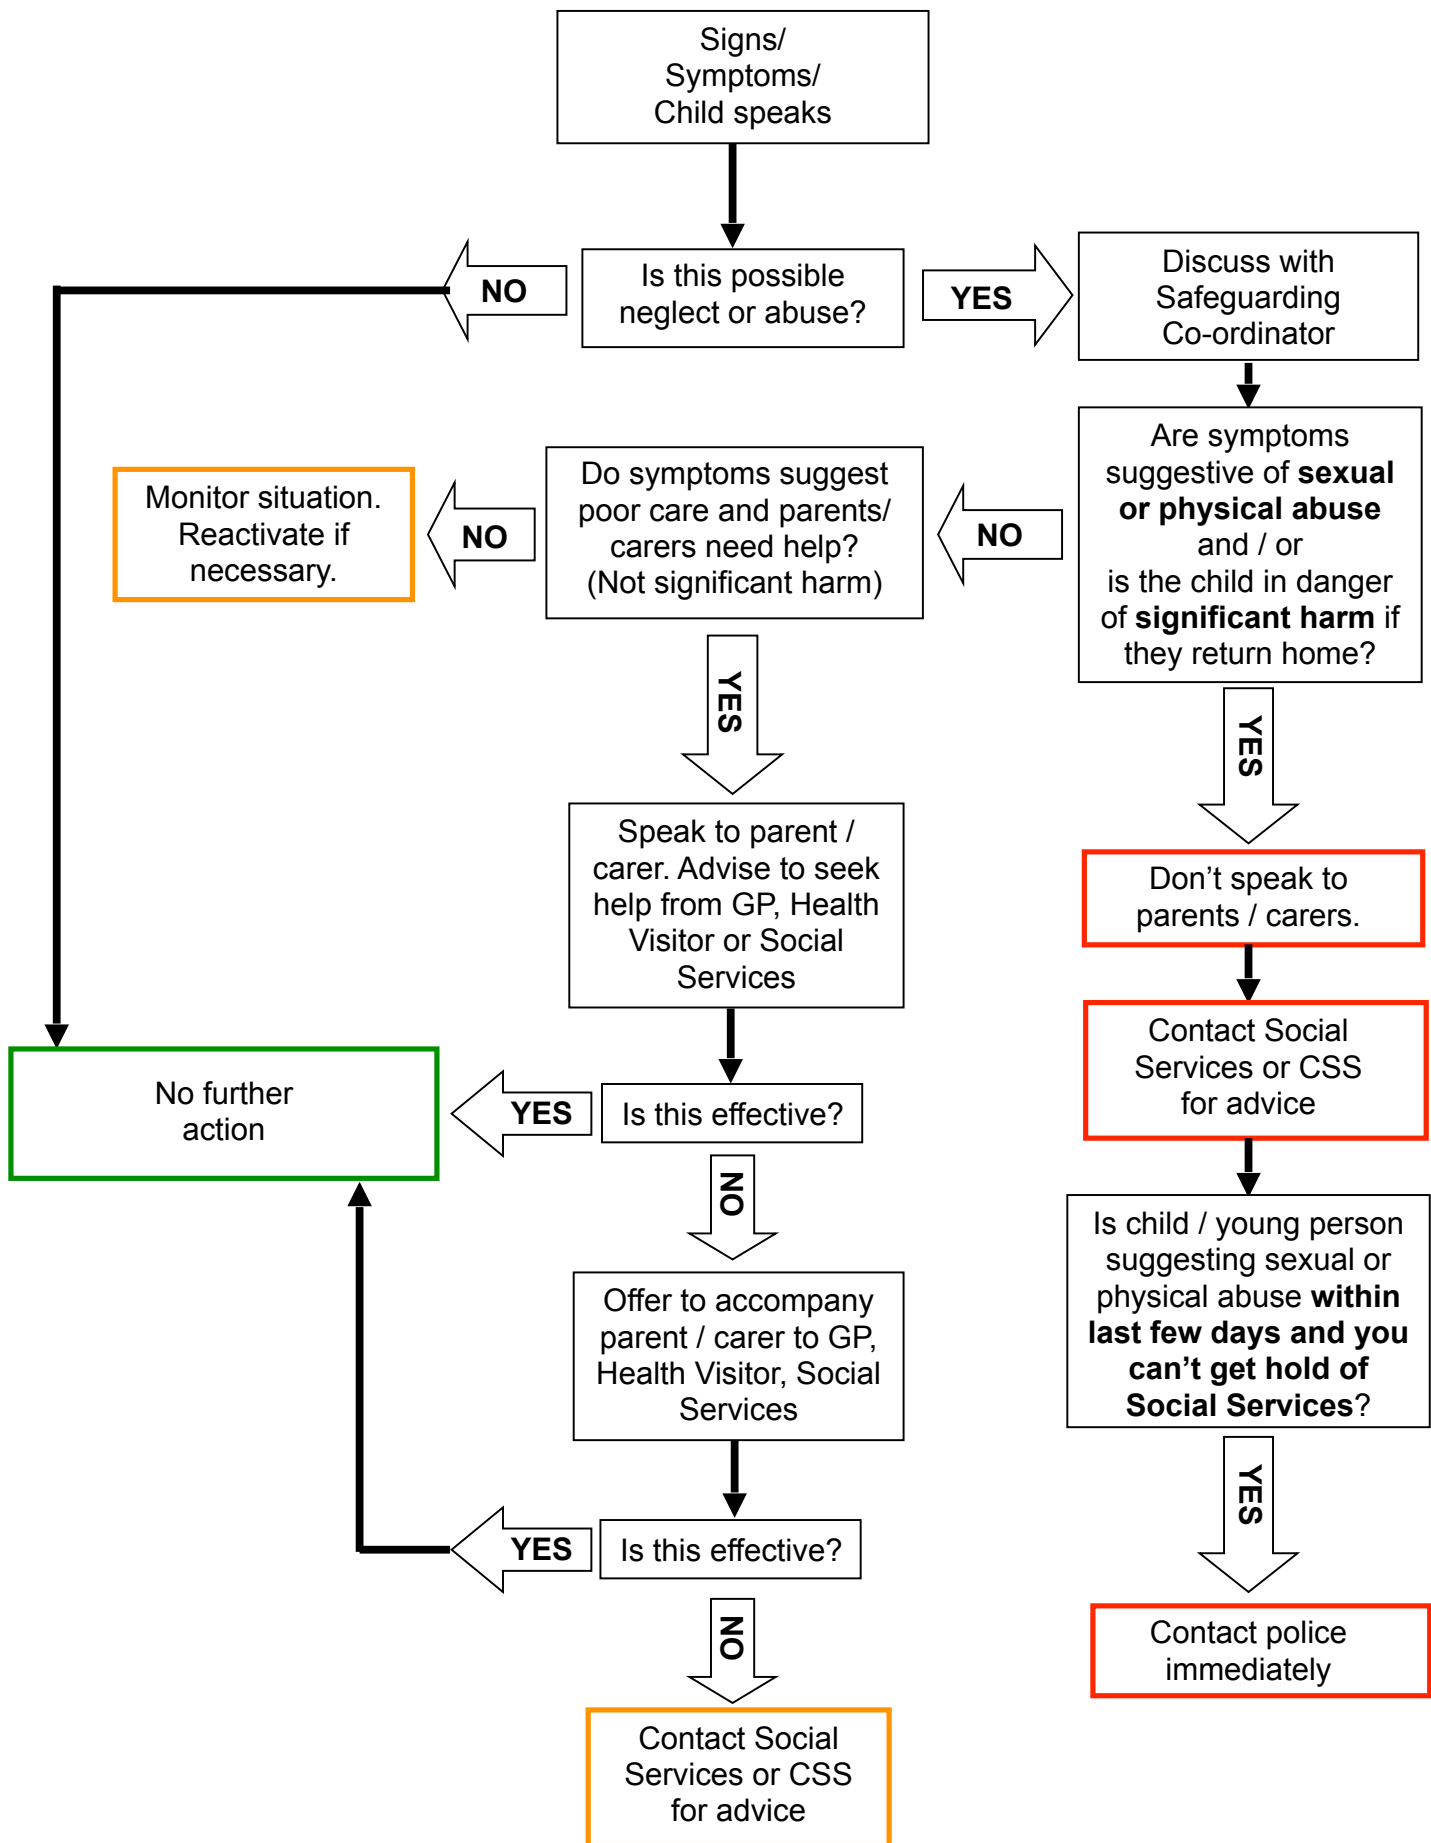 Signs/
Symptoms/
Child speaks
NO
Is this possible
neglect or abuse?
YES
Discuss with
Safeguarding
Co-ordinator
Are symptoms
suggestive of sexual
or physical abuse
and / or
is the child in danger
of significant harm if
they return home?
NO
Do symptoms suggest
poor care and parents/
carers need help?
(Not significant harm)
NO
Monitor situation.
Reactivate if
necessary.
YES
YES
Speak to parent /
carer. Advise to seek
help from GP, Health
Visitor or Social
Services
Don’t speak to
parents / carers.
Contact Social
Services or CSS
for advice
No further
action
YES
Is this effective?
NO
Is child / young person
suggesting sexual or
physical abuse within
last few days and you
can’t get hold of
Social Services?
Offer to accompany
parent / carer to GP,
Health Visitor, Social
Services
YES
YES
Is this effective?
NO
Contact police
immediately
Contact Social
Services or CSS
for advice